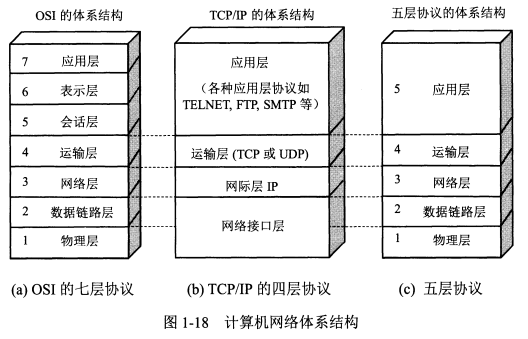 OSI 的体系结构
7 应用层
6 表示层
5 会话层
4 运输层
3 网络层
2 数据链路层
1 物理层
(a) OSI 的七层协议
TCP/IP 的体系结构
应用层
(各种应用层协议如
TELNET, FTP, SMTP 等)
运输层 (TCP 或 UDP)
网际层 IP
网络接口层
(b) TCP/IP 的四层协议
五层协议的体系结构
5 应用层
4 运输层
3 网络层
2 数据链路层
1 物理层
(c) 五层协议
图 1-18 计算机网络体系结构